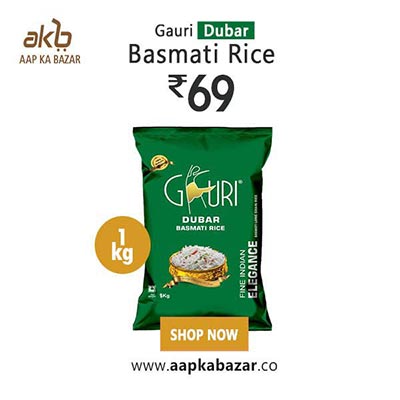 akb
AAP KA BAZAR
Gauri Dubar
Basmati Rice
₹69
GAURI®
DUBAR
BASMATI RICE
FINE INDIAN
ELEGANCE
1
kg
SHOP NOW
www.aapkabazar.co